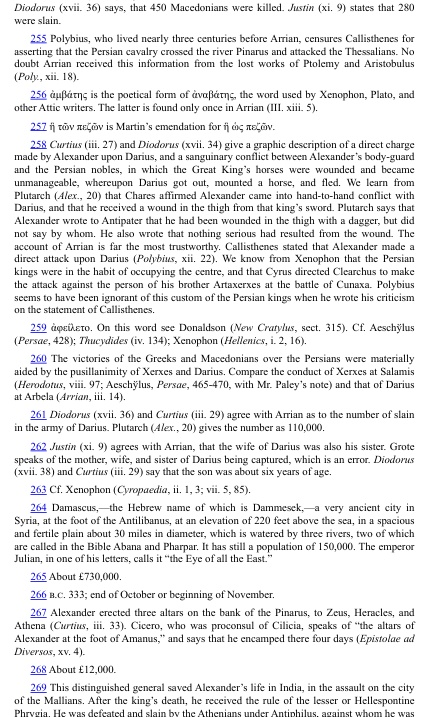 Diodorus (xvii. 36) says, that 450 Macedonians were killed. Justin (xi. 9) states that 280
were slain.
255 Polybius, who lived nearly three centuries before Arrian, censures Callisthenes for
asserting that the Persian cavalry crossed the river Pinarus and attacked the Thessalians. No
doubt Arrian received this information from the lost works of Ptolemy and Aristobulus
(Poly., xii. 18).
256 ἀμβάτης is the poetical form of ἀναβάτης, the word used by Xenophon, Plato, and
other Attic writers. The latter is found only once in Arrian (III. xiii. 5).
257 ἢ τῶν πεζῶν is Martin's emendation for ἢ ὡς πεζῶν.
258 Curtius (iii. 27) and Diodorus (xvii. 34) give a graphic description of a direct charge
made by Alexander upon Darius, and a sanguinary conflict between Alexander's body-guard
and the Persian nobles, in which the Great King's horses were wounded and became
unmanageable, whereupon Darius got out, mounted a horse, and fled. We learn from
Plutarch (Alex., 20) that Chares affirmed Alexander came into hand-to-hand conflict with
Darius, and that he received a wound in the thigh from that king's sword. Plutarch says that
Alexander wrote to Antipater that he had been wounded in the thigh with a dagger, but did
not say by whom. He also wrote that nothing serious had resulted from the wound. The
account of Arrian is far the most trustworthy. Callisthenes stated that Alexander made a
direct attack upon Darius (Polybius, xii. 22). We know from Xenophon that the Persian
kings were in the habit of occupying the centre, and that Cyrus directed Clearchus to make
the attack against the person of his brother Artaxerxes at the battle of Cunaxa. Polybius
seems to have been ignorant of this custom of the Persian kings when he wrote his criticism
on the statement of Callisthenes.
259 ἀφείλετο. On this word see Donaldson (New Cratylus, sect. 315). Cf. Aeschy̆lus
(Persae, 428); Thucydides (iv. 134); Xenophon (Hellenics, i. 2, 16).
260 The victories of the Greeks and Macedonians over the Persians were materially
aided by the pusillanimity of Xerxes and Darius. Compare the conduct of Xerxes at Salamis
(Herodotus, viii. 97; Aeschy̆lus, Persae, 465-470, with Mr. Paley's note) and that of Darius
at Arbela (Arrian, iii. 14).
261 Diodorus (xvii. 36) and Curtius (iii. 29) agree with Arrian as to the number of slain
in the army of Darius. Plutarch (Alex., 20) gives the number as 110,000.
262 Justin (xi. 9) agrees with Arrian, that the wife of Darius was also his sister. Grote
speaks of the mother, wife, and sister of Darius being captured, which is an error. Diodorus
(xvii. 38) and Curtius (iii. 29) say that the son was about six years of age.
263 Cf. Xenophon (Cyropaedia, ii. 1, 3; vii. 5, 85).
264 Damascus,—the Hebrew name of which is Dammesek,—a very ancient city in
Syria, at the foot of the Antilibanus, at an elevation of 220 feet above the sea, in a spacious
and fertile plain about 30 miles in diameter, which is watered by three rivers, two of which
are called in the Bible Abana and Pharpar. It has still a population of 150,000. The emperor
Julian, in one of his letters, calls it "the Eye of all the East."
265 About £730,000.
266 B.C. 333; end of October or beginning of November.
267 Alexander erected three altars on the bank of the Pinarus, to Zeus, Heracles, and
Athena (Curtius, iii. 33). Cicero, who was proconsul of Cilicia, speaks of "the altars of
Alexander at the foot of Amanus," and says that he encamped there four days (Epistolae ad
Diversos, xv. 4).
268 About £12,000.
269 This distinguished general saved Alexander's life in India, in the assault on the city
of the Mallians. After the king's death, he received the rule of the lesser or Hellespontine
Phrygia. He was defeated and slain by the Athenians under Antiphilus, against whom he was